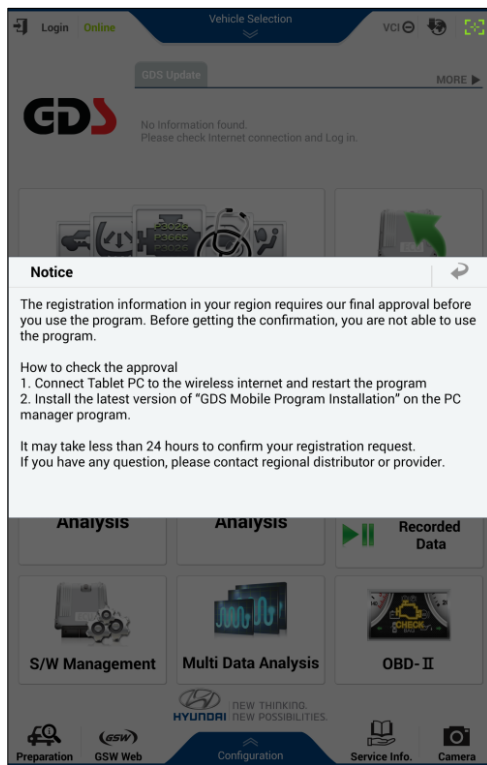 Login Online Vehicle Selection VCI
GDS Update MORE
GDS
No Information found.
Please check Internet connection and Log in.
P3026
P3665
P3036
Notice
The registration information in your region requires our final approval before
you use the program. Before getting the confirmation, you are not able to use
the program.
How to check the approval
1. Connect Tablet PC to the wireless internet and restart the program
2. Install the latest version of “GDS Mobile Program Installation” on the PC
manager program.
It may take less than 24 hours to confirm your registration request.
If you have any question, please contact regional distributor or provider.
Analysis Analysis Recorded
Data
CHECK
S/W Management Multi Data Analysis OBD-Ⅱ
HYUNDAI NEW THINKING.
NEW POSSIBILITIES.
GSW
Preparation GSW Web Configuration Service Info. Camera